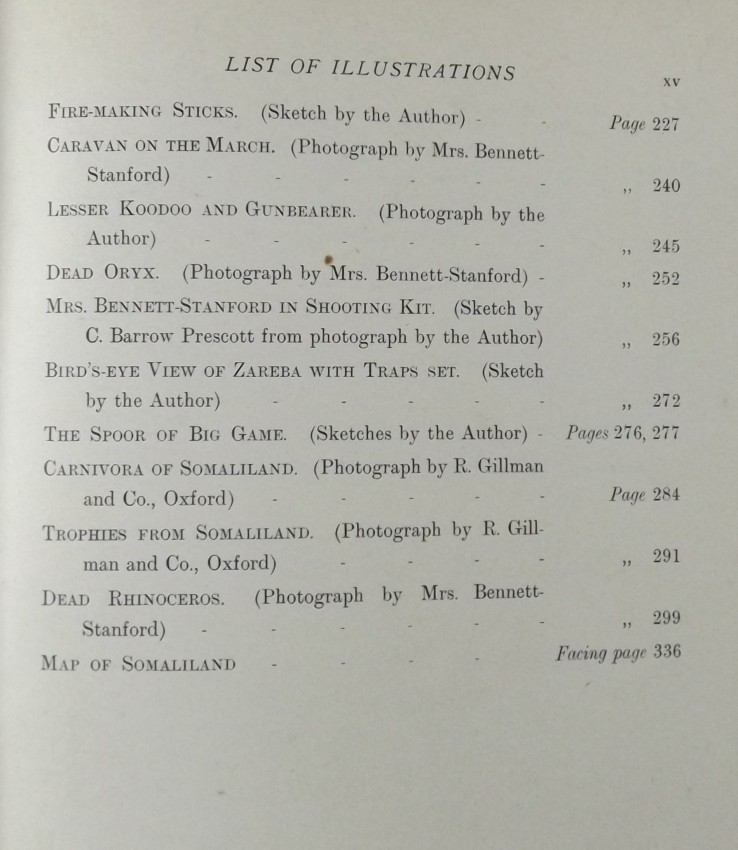 LIST OF ILLUSTRATIONS xv
FIRE-MAKING STICKS. (Sketch by the Author) - - Page 227
CARAVAN ON THE MARCH. (Photograph by Mrs. Bennett-
Stanford) - - - - - - „ 240
LESSER KOODOO AND GUNBEARER. (Photograph by the
Author) - - - - - - „ 245
DEAD ORYX. (Photograph by Mrs. Bennett-Stanford) - „ 252
MRS. BENNETT-STANFORD IN SHOOTING KIT. (Sketch by
C. Barrow Prescott from photograph by the Author) „ 256
BIRD'S-EYE VIEW OF ZAREBA WITH TRAPS SET. (Sketch
by the Author) - - - - - „ 272
THE SPOOR OF BIG GAME. (Sketches by the Author) - Pages 276, 277
CARNIVORA OF SOMALILAND. (Photograph by R. Gillman
and Co., Oxford) - - - - - Page 284
TROPHIES FROM SOMALILAND. (Photograph by R. Gill-
man and Co., Oxford) - - - - „ 291
DEAD RHINOCEROS. (Photograph by Mrs. Bennett-
Stanford) - - - - - - „ 299
MAP OF SOMALILAND - - - - Facing page 336